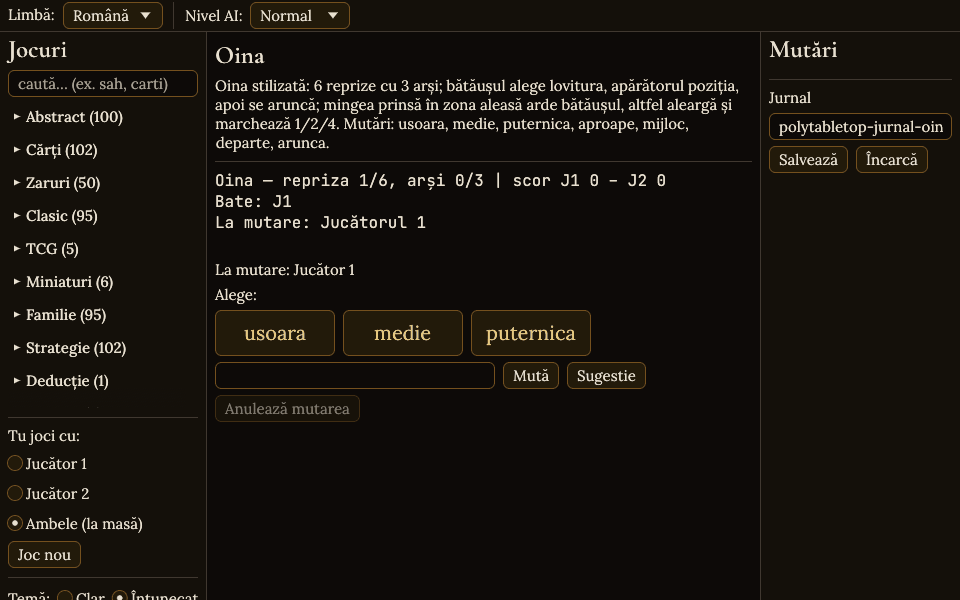 Limbă: Română ▼ Nivel AI: Normal ▼
Jocuri
caută... (ex. sah, carti)
▸ Abstract (100)
▸ Cărți (102)
▸ Zaruri (50)
▸ Clasic (95)
▸ TCG (5)
▸ Miniaturi (6)
▸ Familie (95)
▸ Strategie (102)
▸ Deducție (1)
Tu joci cu:
Jucător 1
Jucător 2
Ambele (la masă)
Joc nou
Temă: Clar Întunecat
Oina
Oina stilizată: 6 reprize cu 3 arși; bătăușul alege lovitura, apărătorul poziția,
apoi se aruncă; mingea prinsă în zona aleasă arde bătăușul, altfel aleargă și
marchează 1/2/4. Mutări: usoara, medie, puternica, aproape, mijloc,
departe, arunca.
Oina — repriza 1/6, arși 0/3 | scor J1 0 – J2 0
Bate: J1
La mutare: Jucătorul 1
La mutare: Jucător 1
Alege:
usoara medie puternica
Mută Sugestie
Anulează mutarea
Mutări
Jurnal
polytabletop-jurnal-oin
Salvează Încarcă